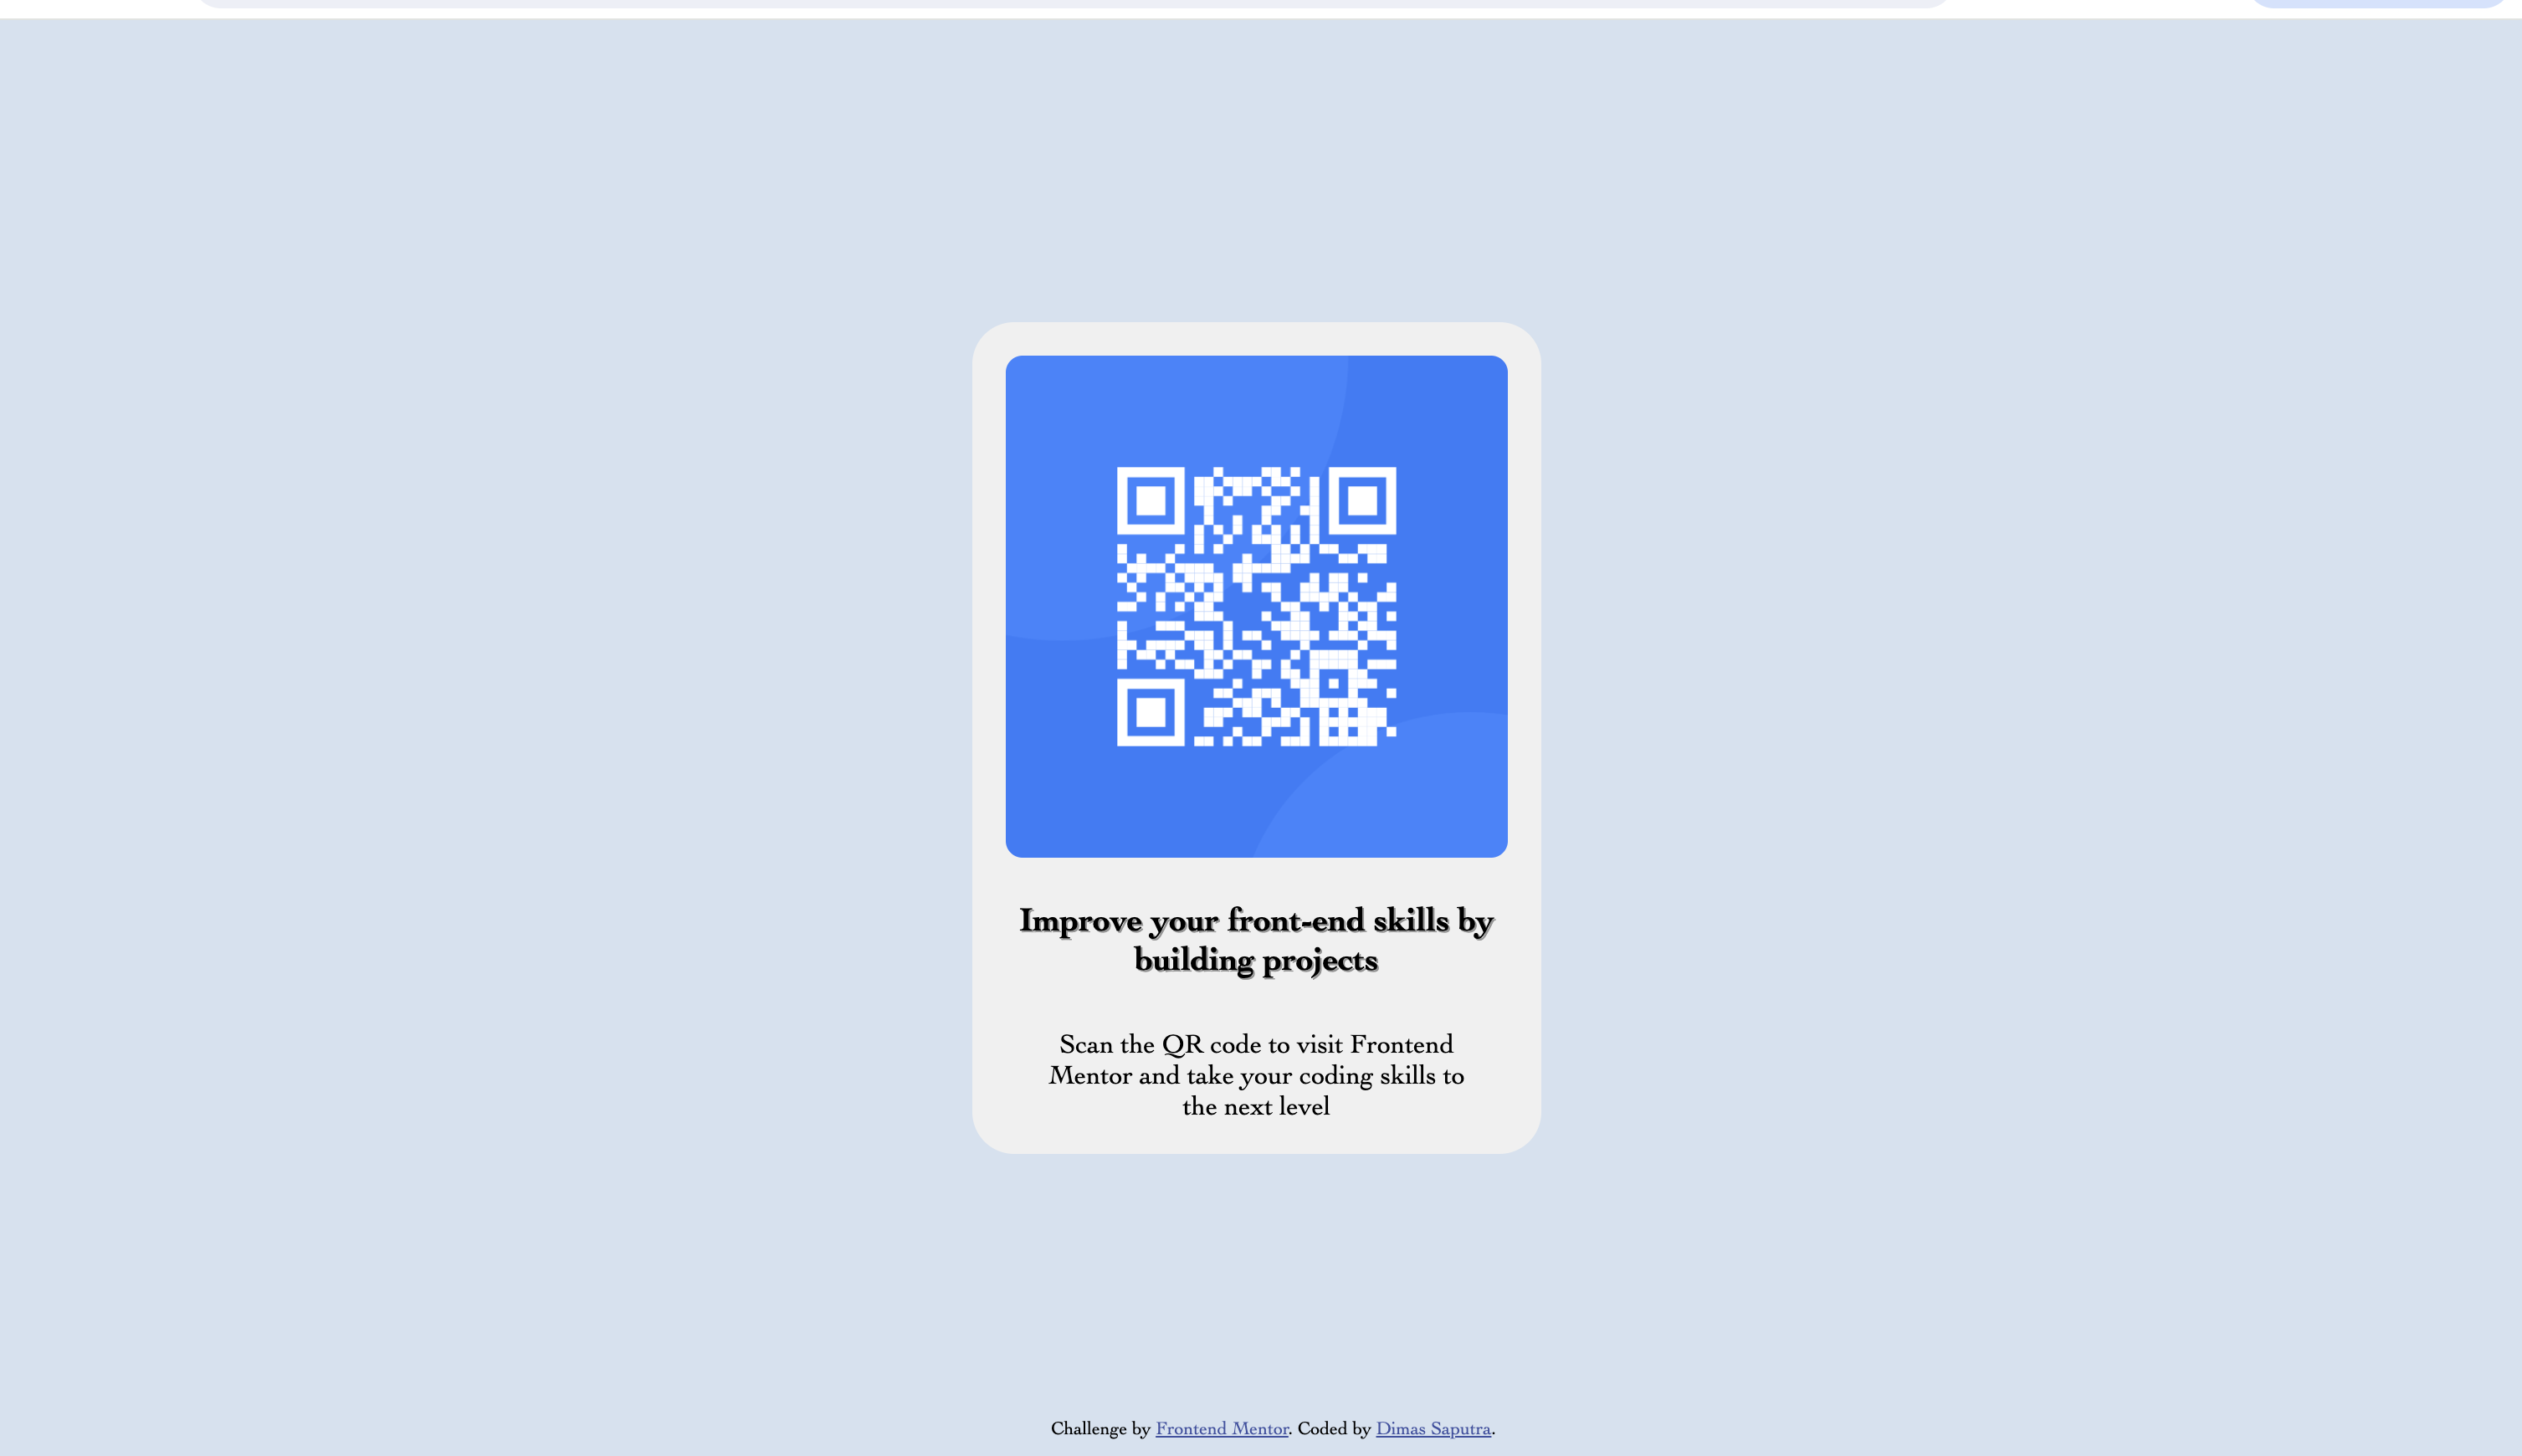 Improve your front-end skills by
building projects
Scan the QR code to visit Frontend
Mentor and take your coding skills to
the next level
Challenge by Frontend Mentor. Coded by Dimas Saputra.